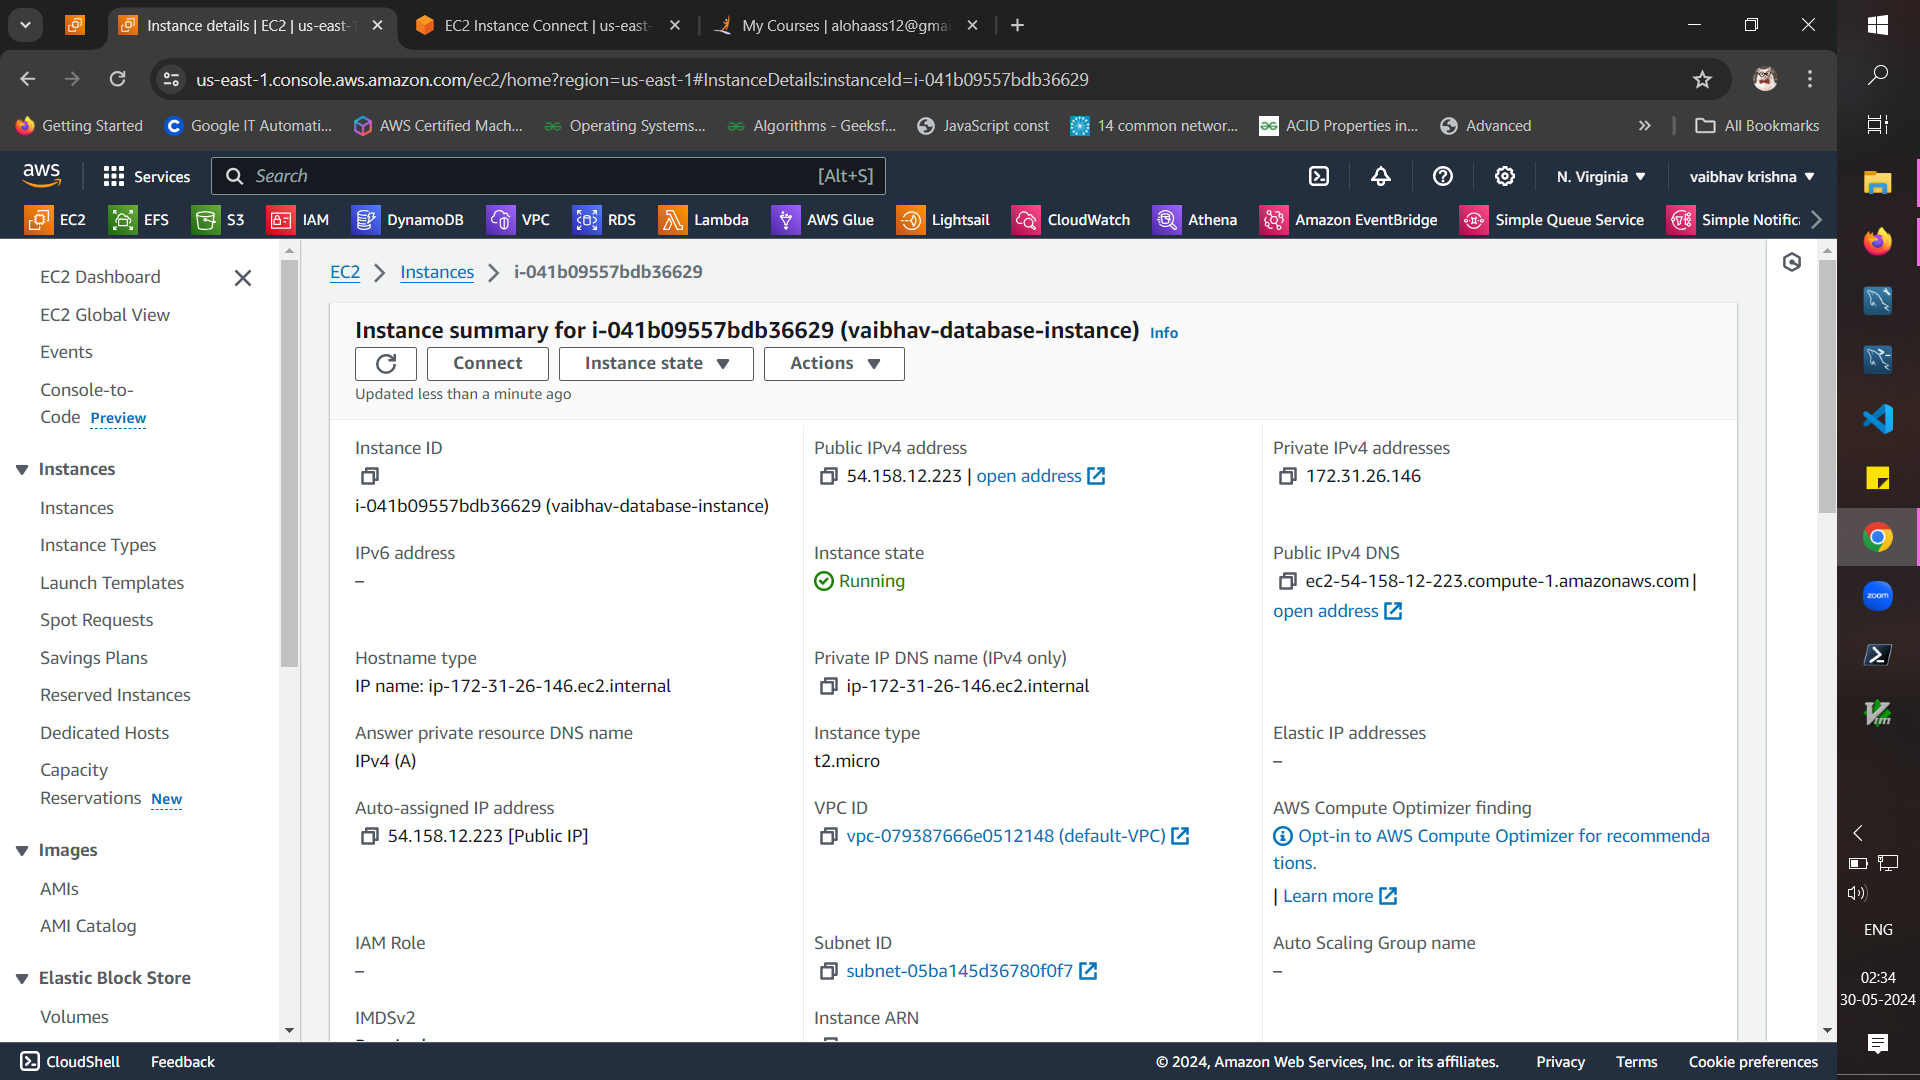 Instance details | EC2 | us-east-1
EC2 Instance Connect | us-east-
My Courses | alohaass12@gmai
us-east-1.console.aws.amazon.com/ec2/home?region=us-east-1#InstanceDetails:instanceId=i-041b09557bdb36629
Getting Started
Google IT Automati...
AWS Certified Mach...
Operating Systems...
Algorithms - Geeksf...
JavaScript const
14 common networ...
ACID Properties in...
Advanced
All Bookmarks
aws
Services
Search
[Alt+S]
N. Virginia
vaibhav krishna
EC2
EFS
S3
IAM
DynamoDB
VPC
RDS
Lambda
AWS Glue
Lightsail
CloudWatch
Athena
Amazon EventBridge
Simple Queue Service
Simple Notifica
EC2 Dashboard
EC2 Global View
Events
Console-to-
Code Preview
Instances
Instances
Instance Types
Launch Templates
Spot Requests
Savings Plans
Reserved Instances
Dedicated Hosts
Capacity
Reservations New
Images
AMIs
AMI Catalog
Elastic Block Store
Volumes
EC2 > Instances > i-041b09557bdb36629
Instance summary for i-041b09557bdb36629 (vaibhav-database-instance) Info
Connect
Instance state
Actions
Updated less than a minute ago
Instance ID
i-041b09557bdb36629 (vaibhav-database-instance)
Public IPv4 address
54.158.12.223 | open address
Private IPv4 addresses
172.31.26.146
IPv6 address
–
Instance state
Running
Public IPv4 DNS
ec2-54-158-12-223.compute-1.amazonaws.com |
open address
Hostname type
IP name: ip-172-31-26-146.ec2.internal
Private IP DNS name (IPv4 only)
ip-172-31-26-146.ec2.internal
Answer private resource DNS name
IPv4 (A)
Instance type
t2.micro
Elastic IP addresses
–
Auto-assigned IP address
54.158.12.223 [Public IP]
VPC ID
vpc-079387666e0512148 (default-VPC)
AWS Compute Optimizer finding
Opt-in to AWS Compute Optimizer for recommenda
tions.
| Learn more
IAM Role
–
Subnet ID
subnet-05ba145d36780f0f7
Auto Scaling Group name
–
IMDSv2
Instance ARN
CloudShell
Feedback
© 2024, Amazon Web Services, Inc. or its affiliates.
Privacy
Terms
Cookie preferences
zoom
Vim
ENG
02:34
30-05-2024